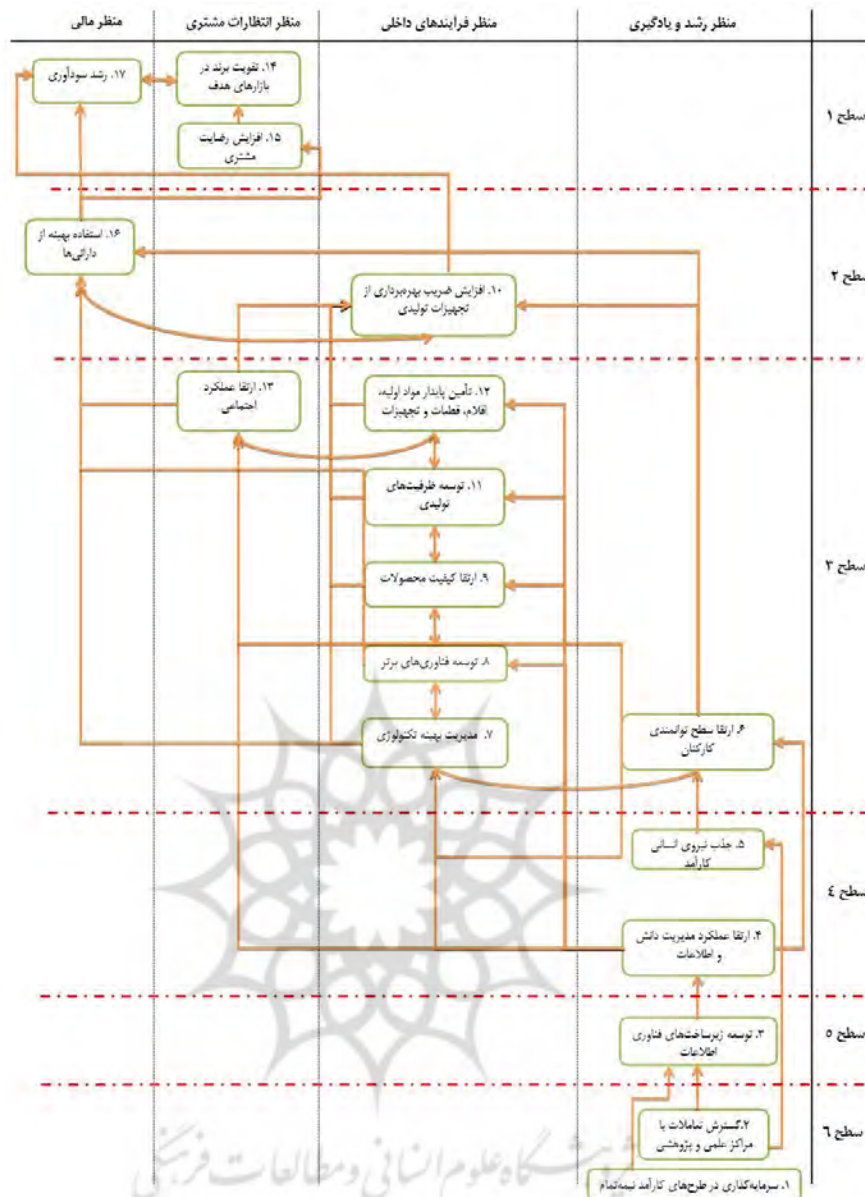 منظر رشد و یادگیری
منظر فرآیندهای داخلی
منظر انتظارات مشتری
منظر مالی
سطح ۱
۱۴. تقویت برند در
بازارهای هدف
۱۷. رشد سودآوری
۱۵. افزایش رضایت
مشتری
سطح ۲
۱۶. استفاده بهینه از
دارائی‌ها
۱۰. افزایش ضریب بهره‌برداری از
تجهیزات تولیدی
سطح ۳
۱۲. تأمین پایدار مواد اولیه،
اقلام، قطعات و تجهیزات
۱۳. ارتقا عملکرد
اجتماعی
۱۱. توسعه ظرفیت‌های
تولیدی
۹. ارتقا کیفیت محصولات
۸. توسعه فناوری‌های برتر
۶. ارتقا سطح توانمندی
کارکنان
۷. مدیریت بهینه تکنولوژی
سطح ٤
۵. جذب نیروی انسانی
کارآمد
۴. ارتقا عملکرد مدیریت دانش
و اطلاعات
سطح ٥
۳. توسعه زیرساخت‌های فناوری
اطلاعات
سطح ٦
۲.گسترش تعاملات با
مراکز علمی و پژوهشی
۱. سرمایه‌گذاری در طرح‌های کارآمد نیمه‌تمام
پژوهشگاه علوم انسانی و مطالعات فرهنگی